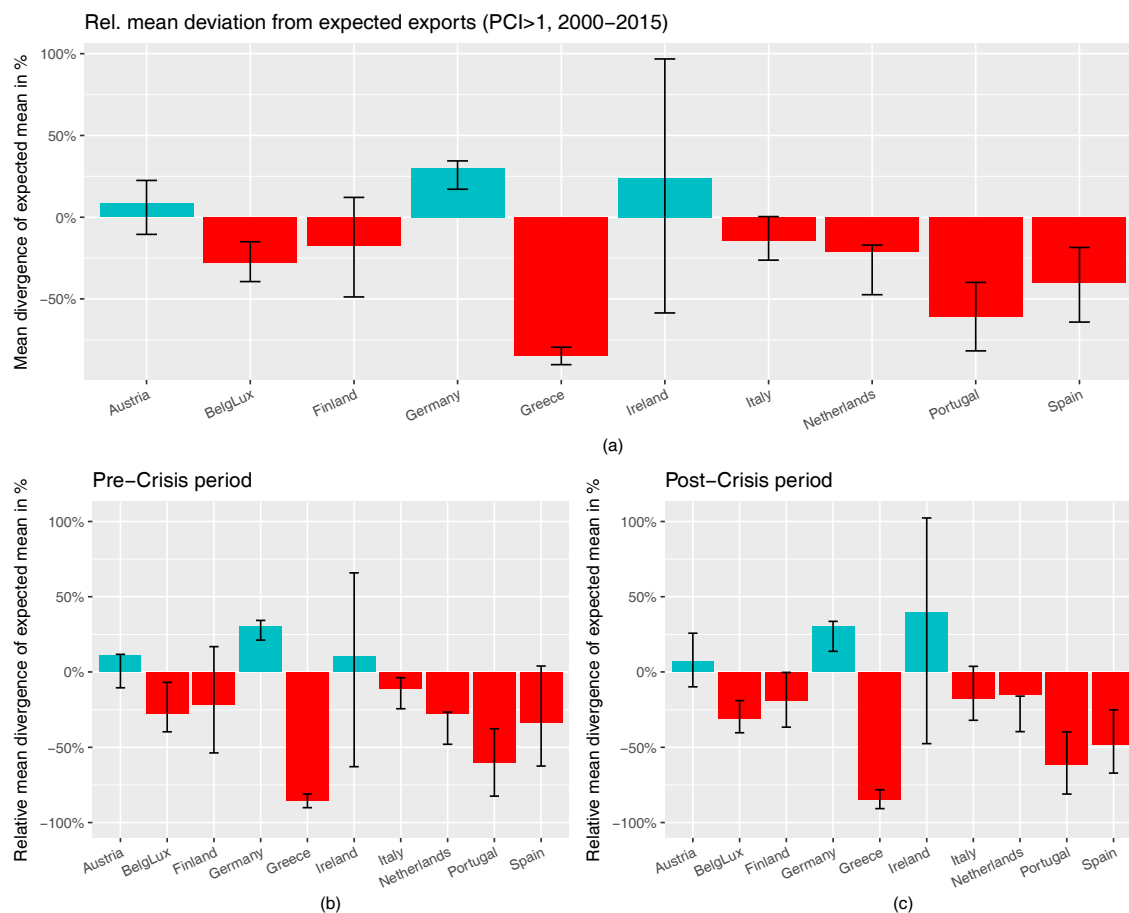 Rel. mean deviation from expected exports (PCI>1, 2000−2015)
Mean divergence of expected mean in %
100%
50%
0%
−50%
Austria
BelgLux
Finland
Germany
Greece
Ireland
Italy
Netherlands
Portugal
Spain
(a)
Pre−Crisis period
Relative mean divergence of expected mean in %
100%
50%
0%
−50%
−100%
Austria
BelgLux
Finland
Germany
Greece
Ireland
Italy
Netherlands
Portugal
Spain
(b)
Post−Crisis period
Relative mean divergence of expected mean in %
100%
50%
0%
−50%
−100%
Austria
BelgLux
Finland
Germany
Greece
Ireland
Italy
Netherlands
Portugal
Spain
(c)